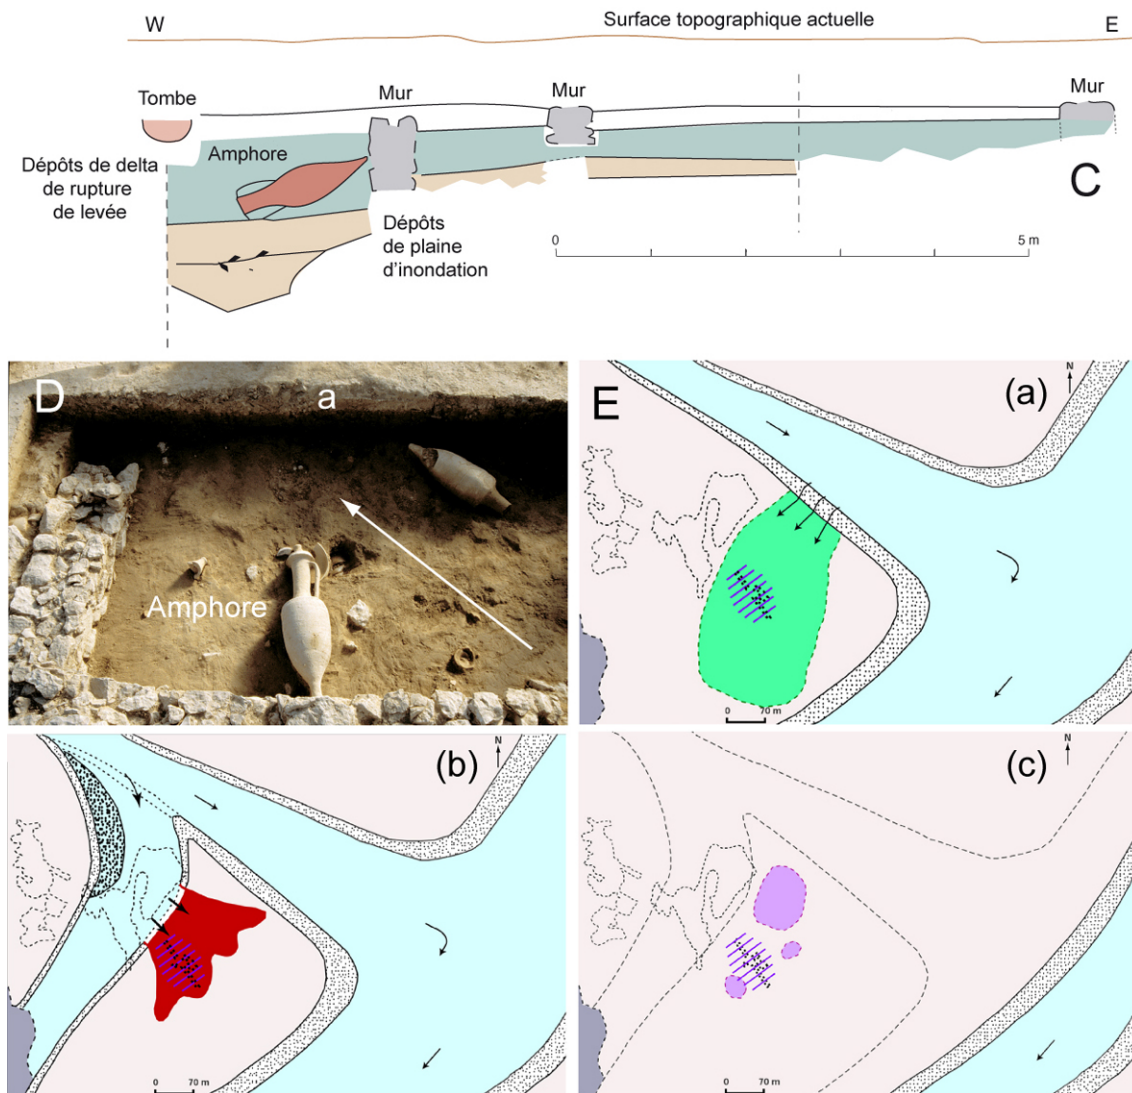 W
Surface topographique actuelle
E
Tombe
Mur
Mur
Mur
Amphore
Dépôts de delta
de rupture
de levée
C
Dépôts
de plaine
d'inondation
0
5 m
D
a
Amphore
E
(a)
N
0 70 m
(b)
N
0 70 m
(c)
N
0 70 m